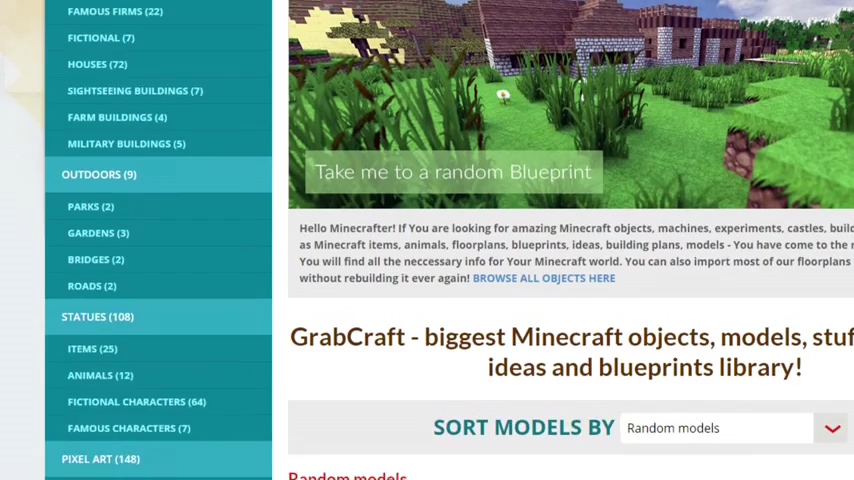 FAMOUS FIRMS (22)
FICTIONAL (7)
HOUSES (72)
SIGHTSEEING BUILDINGS (7)
FARM BUILDINGS (4)
MILITARY BUILDINGS (5)
OUTDOORS (9)
PARKS (2)
GARDENS (3)
BRIDGES (2)
ROADS (2)
STATUES (108)
ITEMS (25)
ANIMALS (12)
FICTIONAL CHARACTERS (64)
FAMOUS CHARACTERS (7)
PIXEL ART (148)
Take me to a random Blueprint
Hello Minecrafter! If You are looking for amazing Minecraft objects, machines, experiments, castles, build
as Minecraft items, animals, floorplans, blueprints, ideas, building plans, models - You have come to the r
You will find all the neccessary info for Your Minecraft world. You can also import most of our floorplans
without rebuilding it ever again! BROWSE ALL OBJECTS HERE
GrabCraft - biggest Minecraft objects, models, stuf
ideas and blueprints library!
SORT MODELS BY Random models
Random models